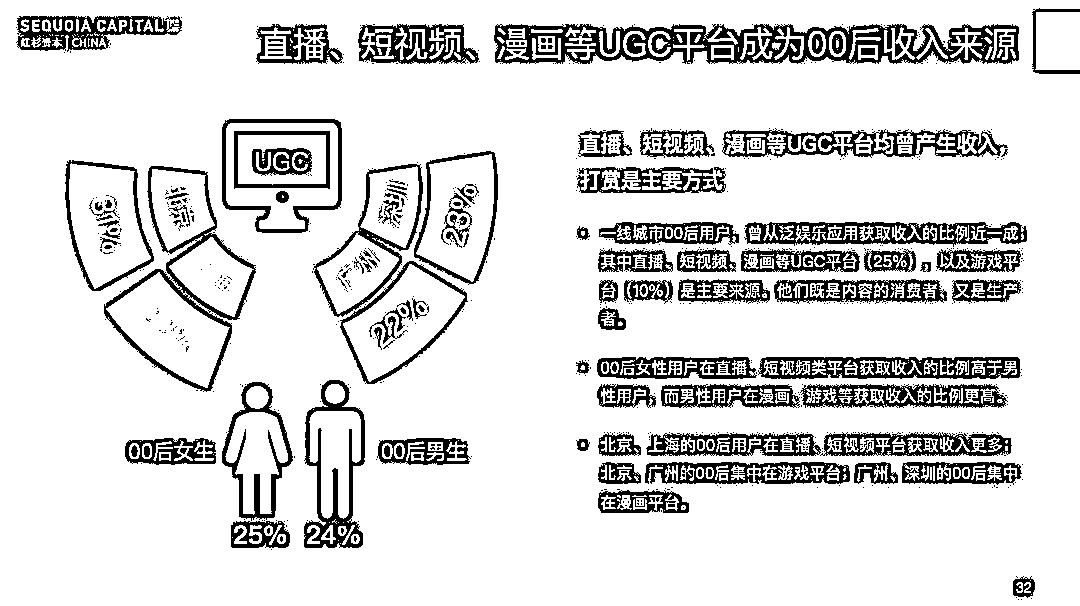 SEQUOIA CAPITAL
红杉资本 | CHINA
直播、短视频、漫画等UGC平台成为00后收入来源
UGC
31%
北京
深圳
23%
广州
22%
00后女生
00后男生
25%
24%
直播、短视频、漫画等UGC平台均曾产生收入,
打赏是主要方式
一线城市00后用户，曾从泛娱乐应用获取收入的比例近一成；
其中直播、短视频、漫画等UGC平台（25%），以及游戏平
台（10%）是主要来源。他们既是内容的消费者、又是生产
者。
00后女性用户在直播、短视频类平台获取收入的比例高于男
性用户，而男性用户在漫画、游戏等获取收入的比例更高。
北京、上海的00后用户在直播、短视频平台获取收入更多；
北京、广州的00后集中在游戏平台；广州、深圳的00后集中
在漫画平台。
32